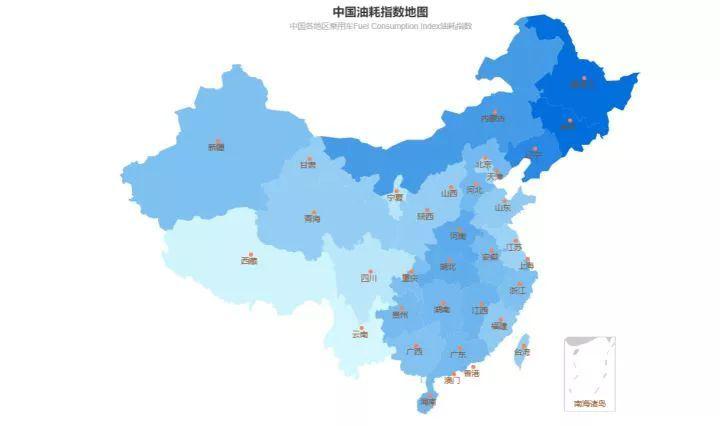 中国油耗指数地图
中国各地区乘用车Fuel Consumption Index油耗指数
黑龙江
内蒙古
吉林
辽宁
新疆
北京
甘肃
天津
宁夏
山西
河北
青海
陕西
山东
河南
江苏
西藏
安徽
上海
四川
重庆
湖北
浙江
贵州
湖南
江西
云南
福建
广西
广东
台湾
澳门
香港
海南
南海诸岛